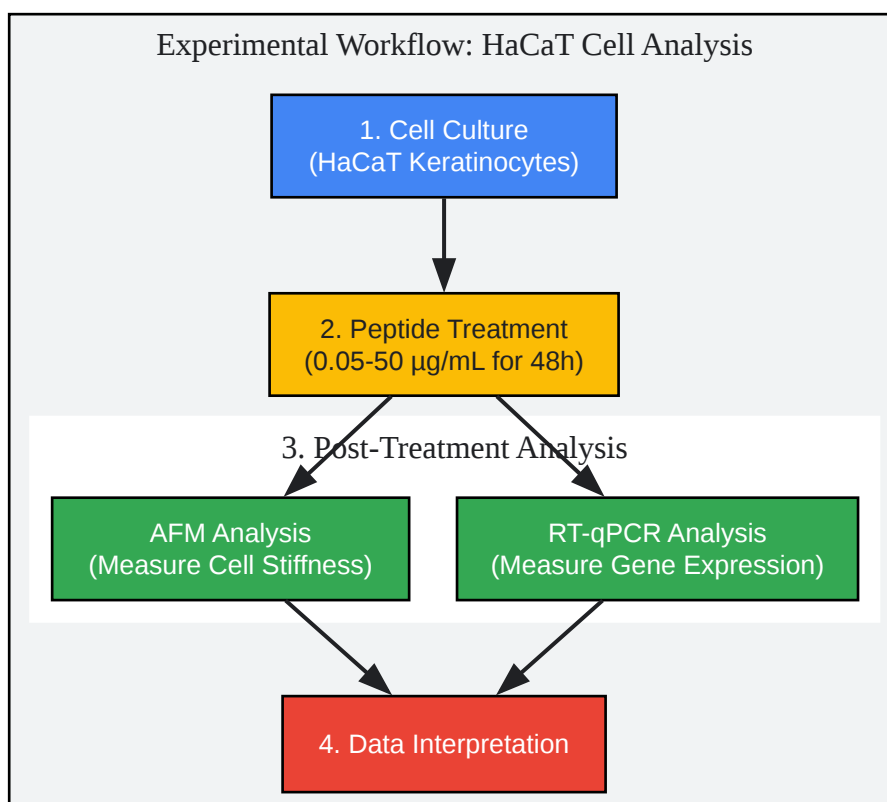 Experimental Workflow: HaCaT Cell Analysis
1. Cell Culture
(HaCaT Keratinocytes)
2. Peptide Treatment
(0.05-50 µg/mL for 48h)
3. Post-Treatment Analysis
AFM Analysis
(Measure Cell Stiffness)
RT-qPCR Analysis
(Measure Gene Expression)
4. Data Interpretation